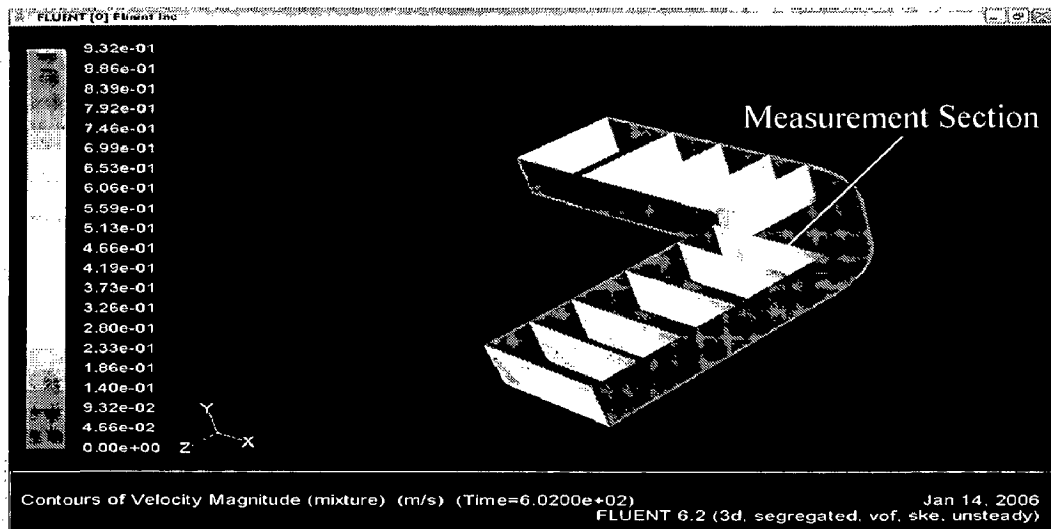 FLUENT [0] Fluent Inc
9.32e-01
8.86e-01
8.39e-01
7.92e-01
7.46e-01
6.99e-01
6.53e-01
6.06e-01
5.59e-01
5.13e-01
4.66e-01
4.19e-01
3.73e-01
3.26e-01
2.80e-01
2.33e-01
1.86e-01
1.40e-01
9.32e-02
4.66e-02
0.00e+00
Measurement Section
Y
Z
X
Contours of Velocity Magnitude (mixture) (m/s) (Time=6.0200e+02)
Jan 14, 2006
FLUENT 6.2 (3d, segregated, vof, ske, unsteady)